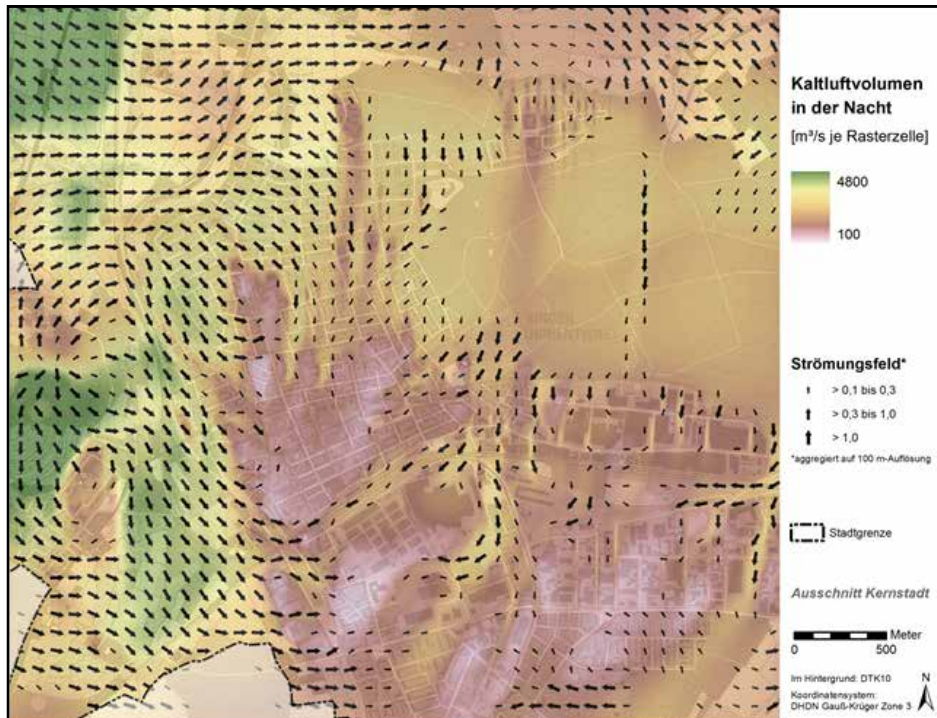 Kaltluftvolumen
in der Nacht
[m³/s je Rasterzelle]
4800
100
Strömungsfeld*
> 0,1 bis 0,3
> 0,3 bis 1,0
> 1,0
*aggregiert auf 100 m-Auflösung
Stadtgrenze
Ausschnitt Kernstadt
Meter
0 500
Im Hintergrund: DTK10
Koordinatensystem:
DHDN Gauß-Krüger Zone 3
N